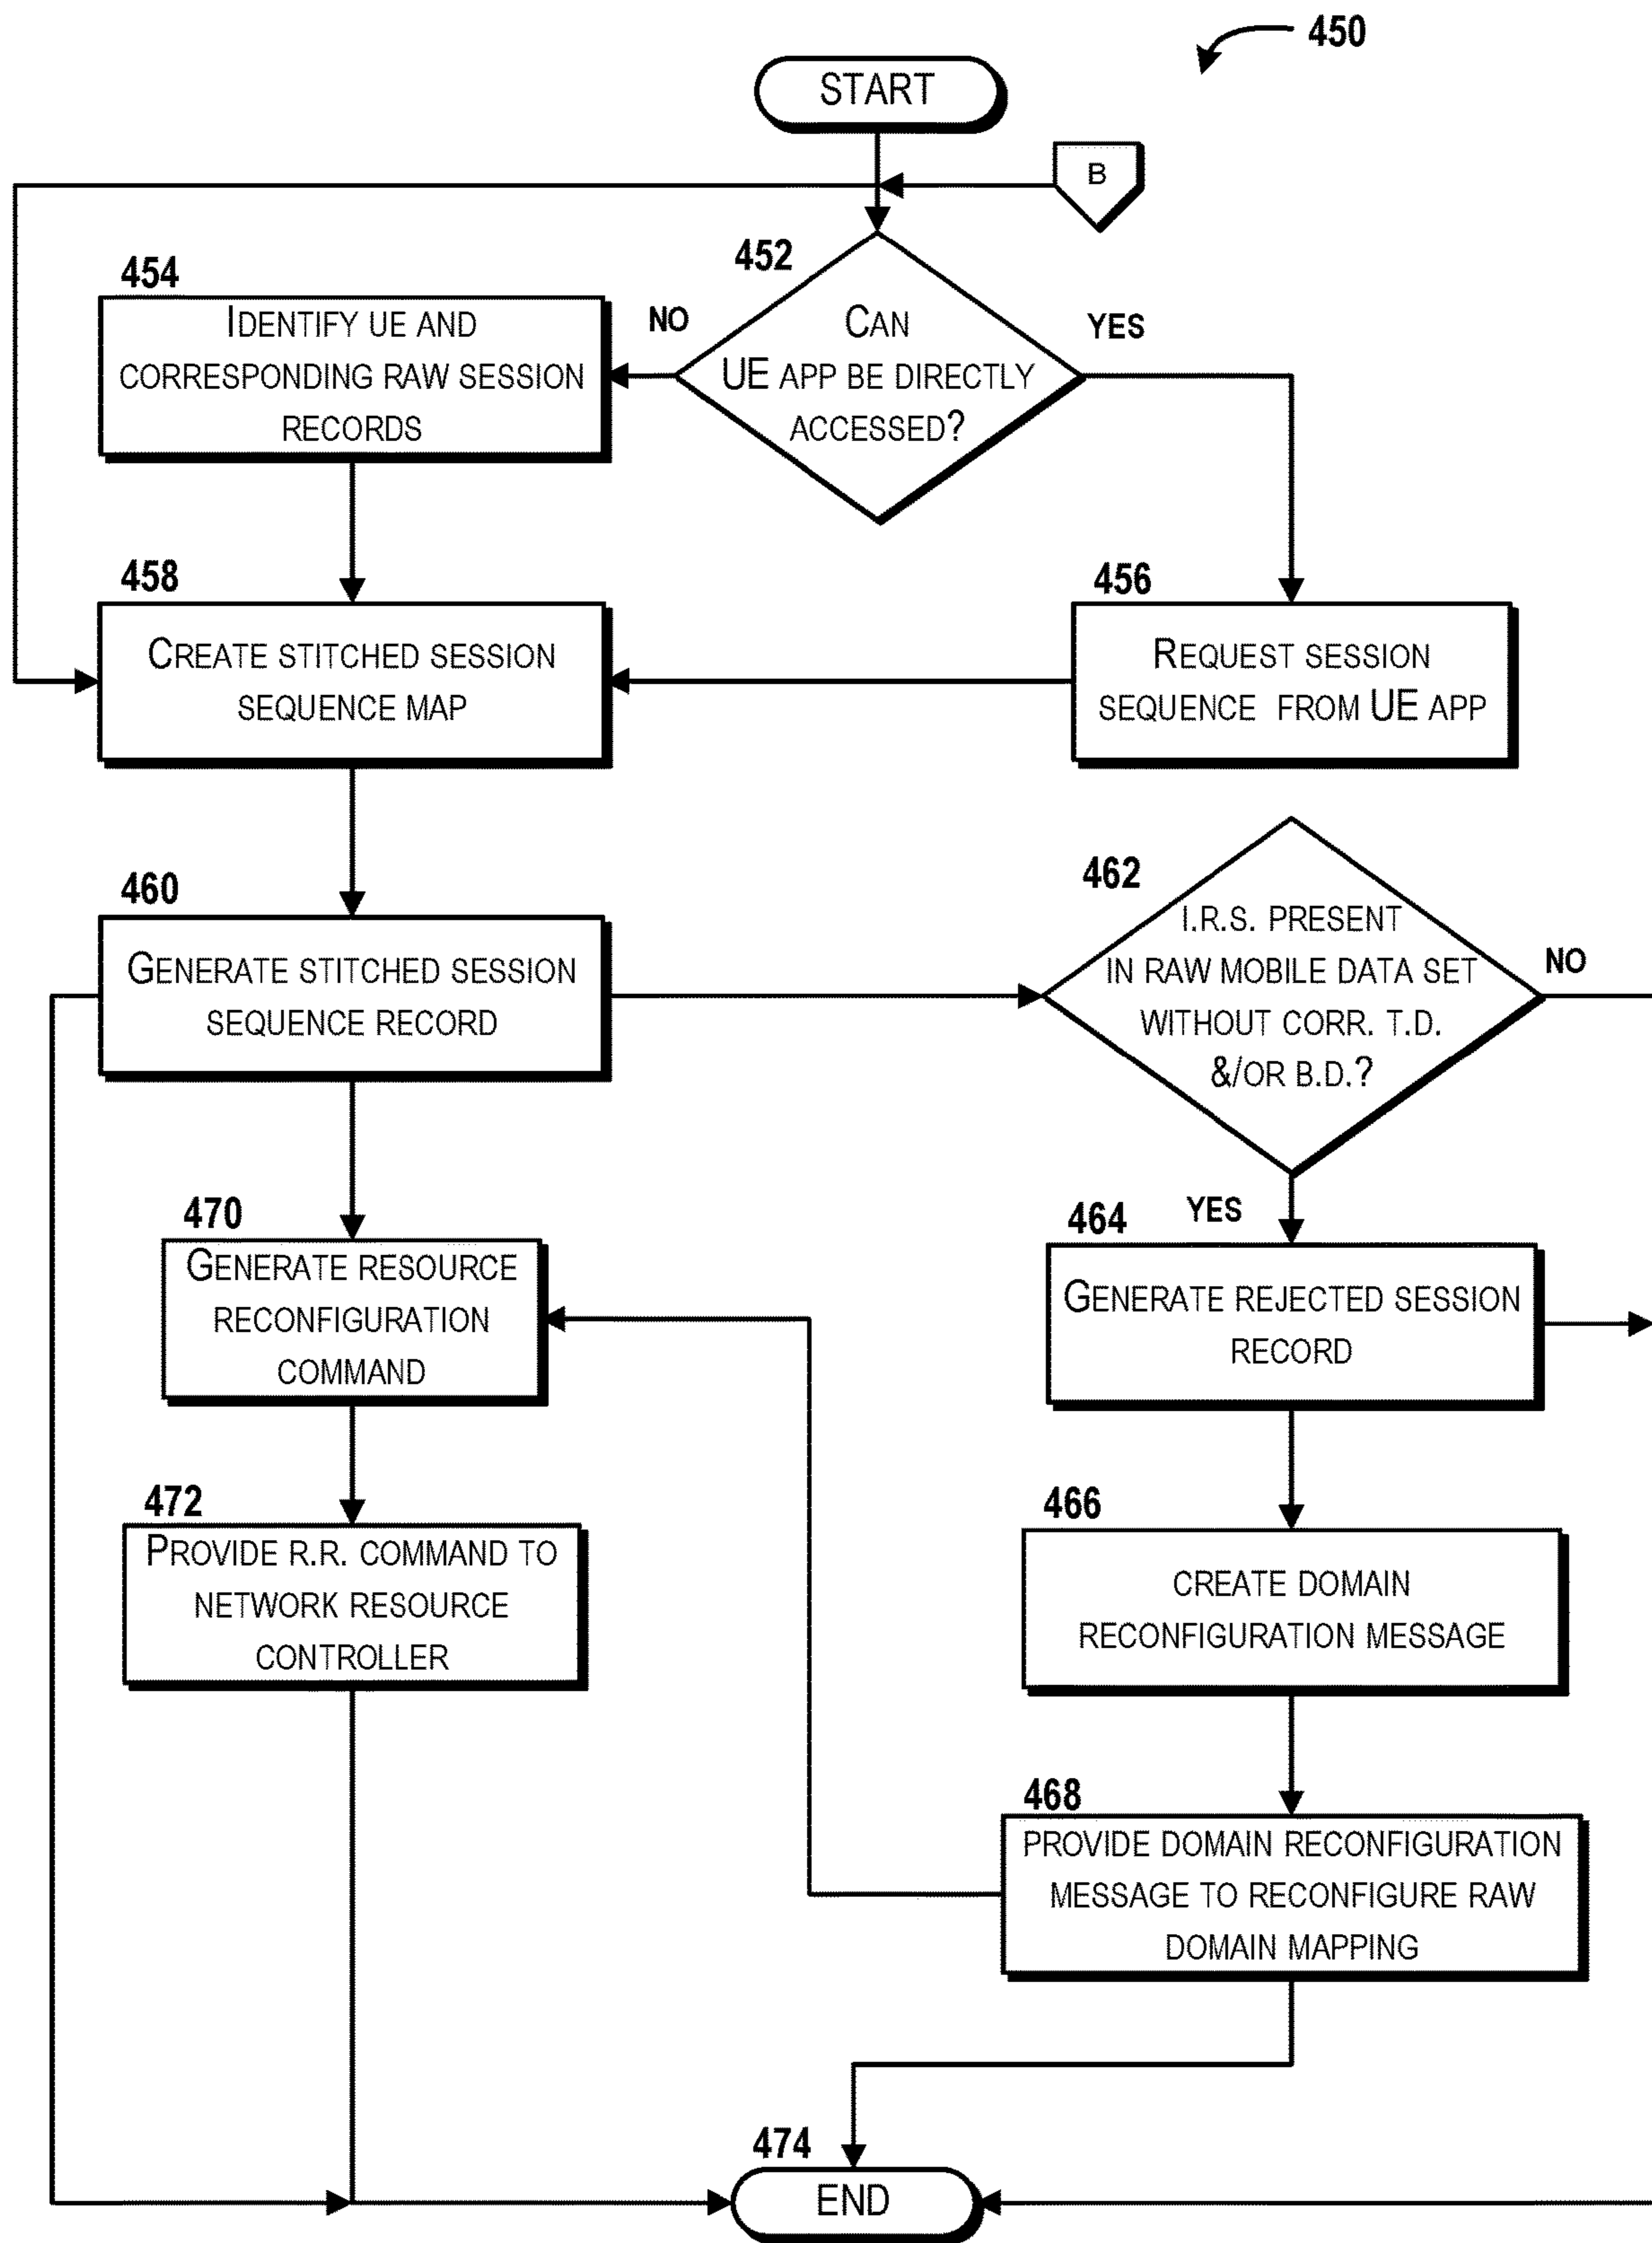 450
START
B
452
CAN
UE APP BE DIRECTLY
ACCESSED?
NO
YES
454
IDENTIFY UE AND
CORRESPONDING RAW SESSION
RECORDS
458
CREATE STITCHED SESSION
SEQUENCE MAP
456
REQUEST SESSION
SEQUENCE FROM UE APP
460
GENERATE STITCHED SESSION
SEQUENCE RECORD
462
I.R.S. PRESENT
IN RAW MOBILE DATA SET
WITHOUT CORR. T.D.
&/OR B.D.?
NO
YES
464
GENERATE REJECTED SESSION
RECORD
470
GENERATE RESOURCE
RECONFIGURATION
COMMAND
466
CREATE DOMAIN
RECONFIGURATION MESSAGE
472
PROVIDE R.R. COMMAND TO
NETWORK RESOURCE
CONTROLLER
468
PROVIDE DOMAIN RECONFIGURATION
MESSAGE TO RECONFIGURE RAW
DOMAIN MAPPING
474
END